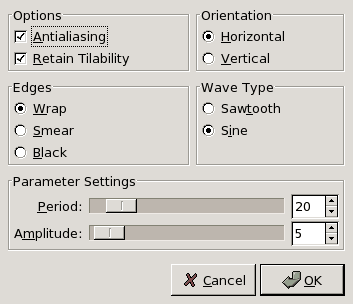 Options
Antialiasing
Retain Tilability
Orientation
Horizontal
Vertical
Edges
Wrap
Smear
Black
Wave Type
Sawtooth
Sine
Parameter Settings
Period: 20
Amplitude: 5
Cancel OK